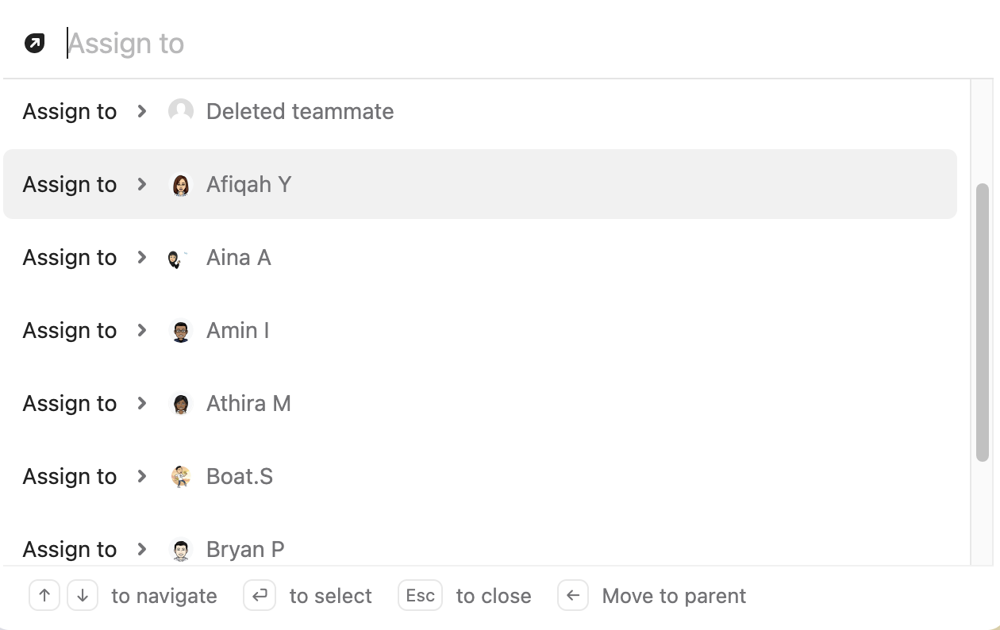 Assign to
Assign to > Deleted teammate
Assign to > Afiqah Y
Assign to > Aina A
Assign to > Amin I
Assign to > Athira M
Assign to > Boat.S
Assign to > Bryan P
↑ ↓ to navigate ↵ to select Esc to close ← Move to parent